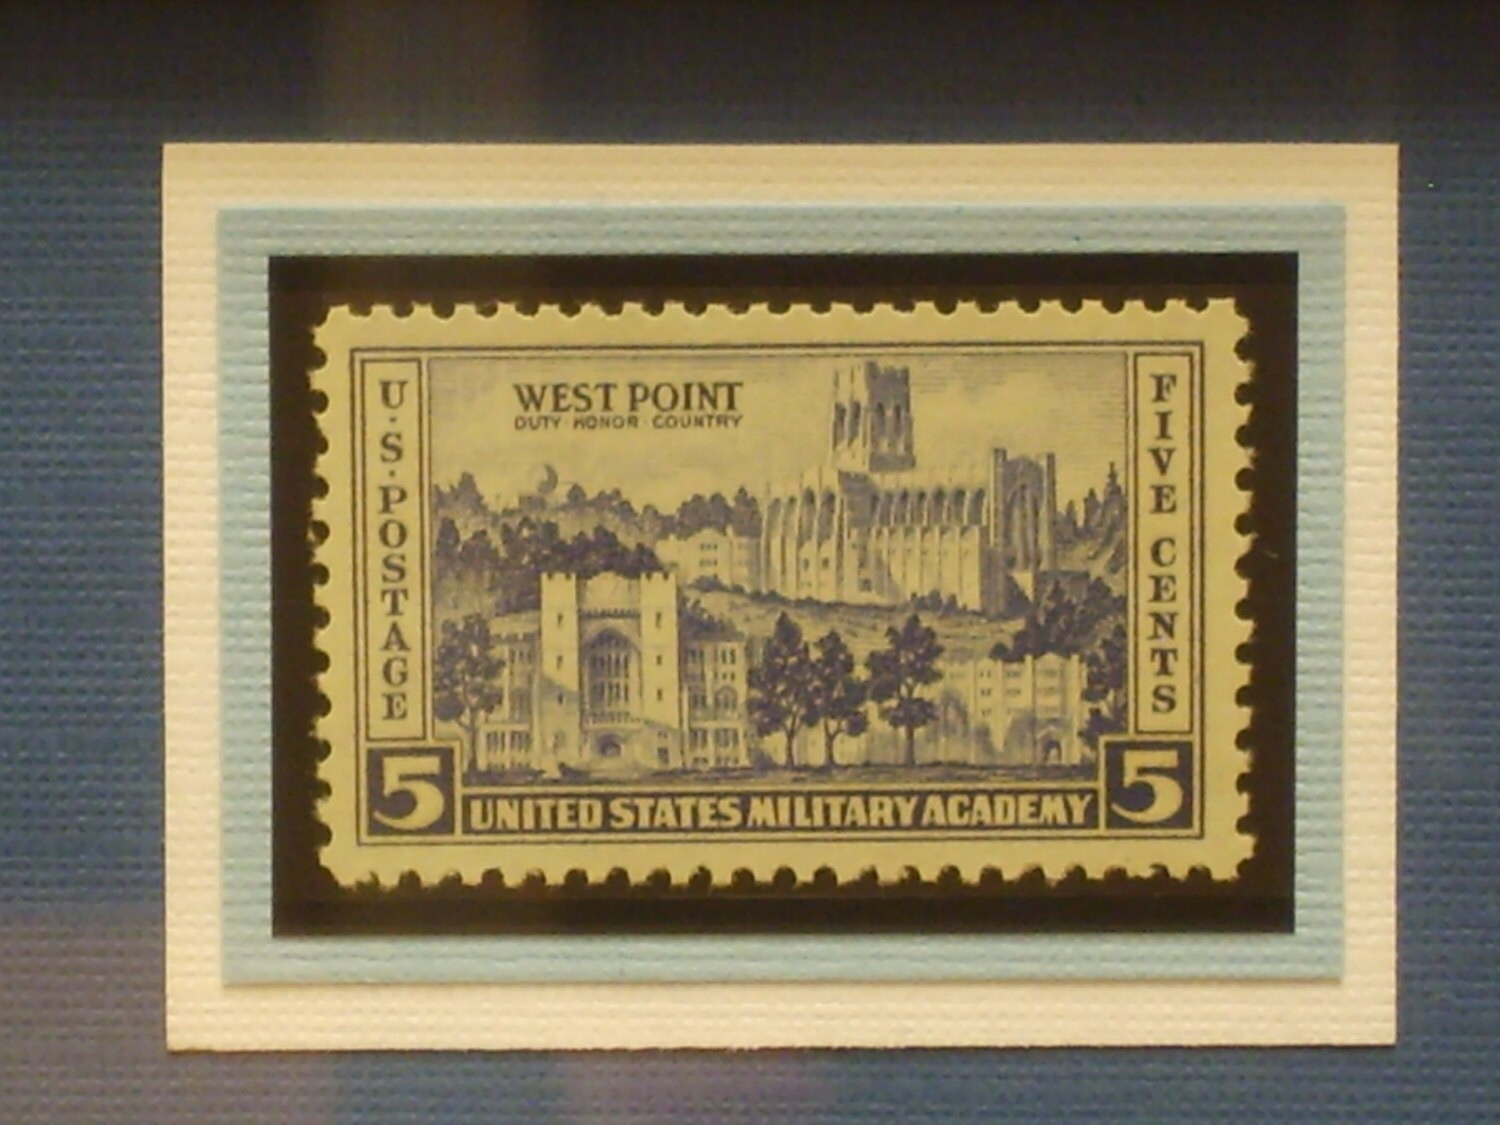 WEST POINT
DUTY · HONOR · COUNTRY
U.S. POSTAGE
FIVE CENTS
5 UNITED STATES MILITARY ACADEMY 5